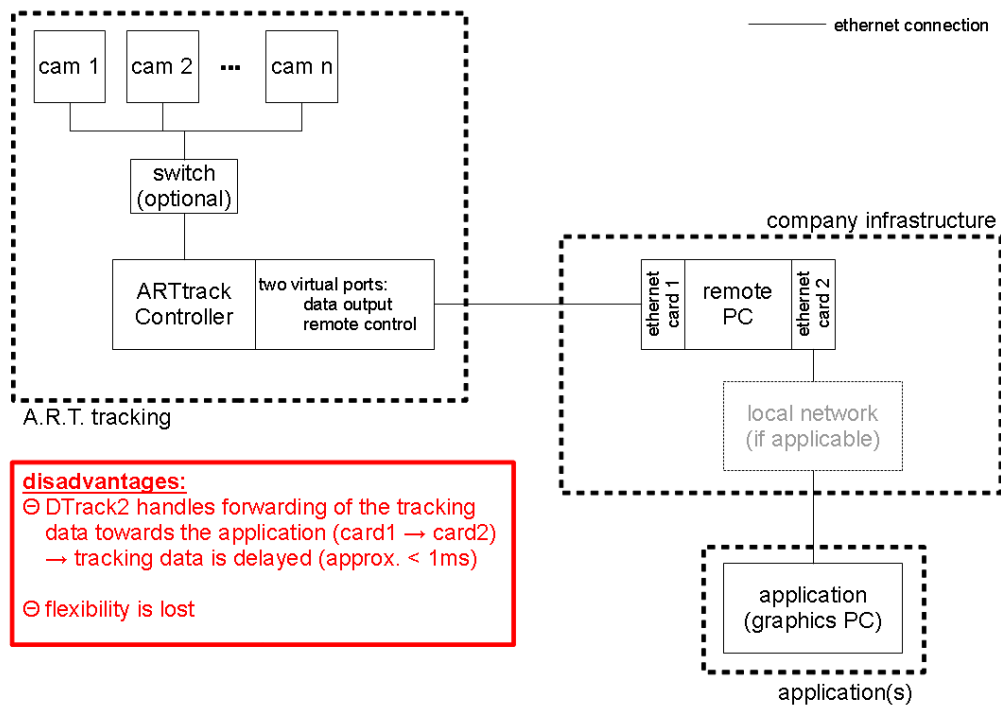 ethernet connection
cam 1
cam 2
...
cam n
switch
(optional)
company infrastructure
ARTtrack
Controller
two virtual ports:
data output
remote control
ethernet
card 1
remote
PC
ethernet
card 2
A.R.T. tracking
local network
(if applicable)
disadvantages:
⊖ DTrack2 handles forwarding of the tracking
data towards the application (card1 → card2)
→ tracking data is delayed (approx. < 1ms)
⊖ flexibility is lost
application
(graphics PC)
application(s)